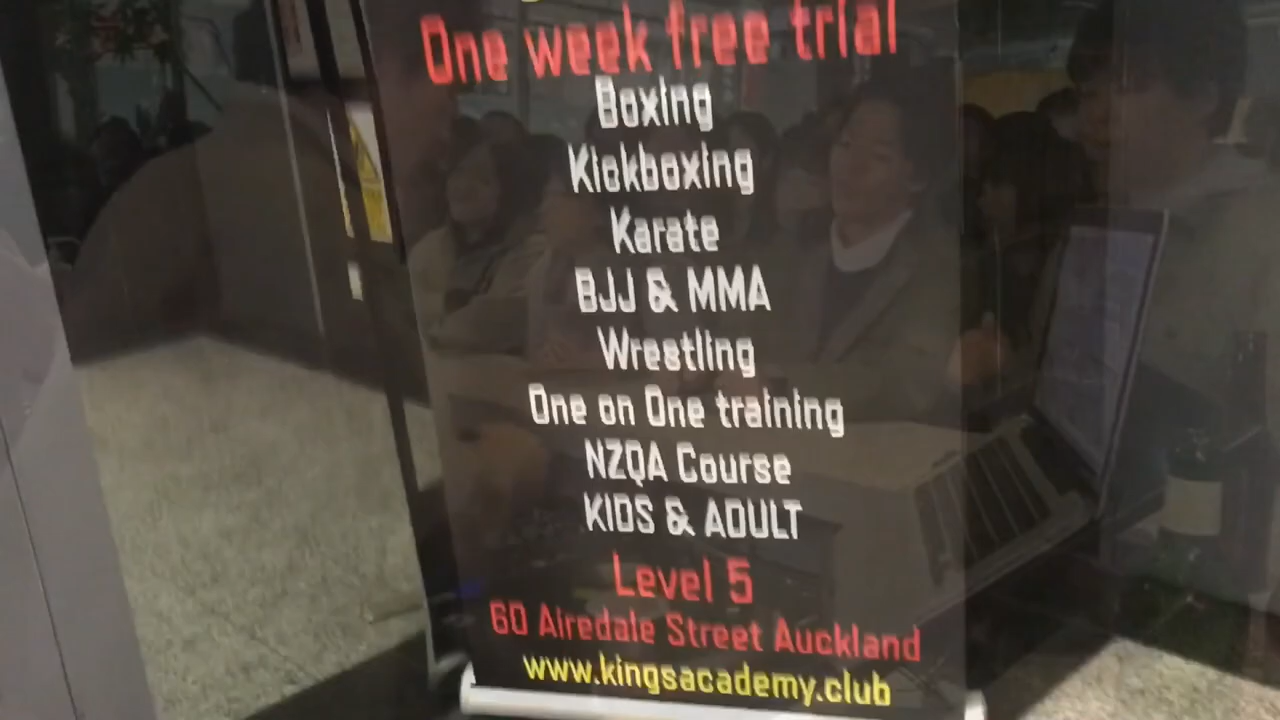 One week free trial
Boxing
Kickboxing
Karate
BJJ & MMA
Wrestling
One on One training
NZQA Course
KIDS & ADULT
Level 5
60 Airedale Street Auckland
www.kingsacademy.club